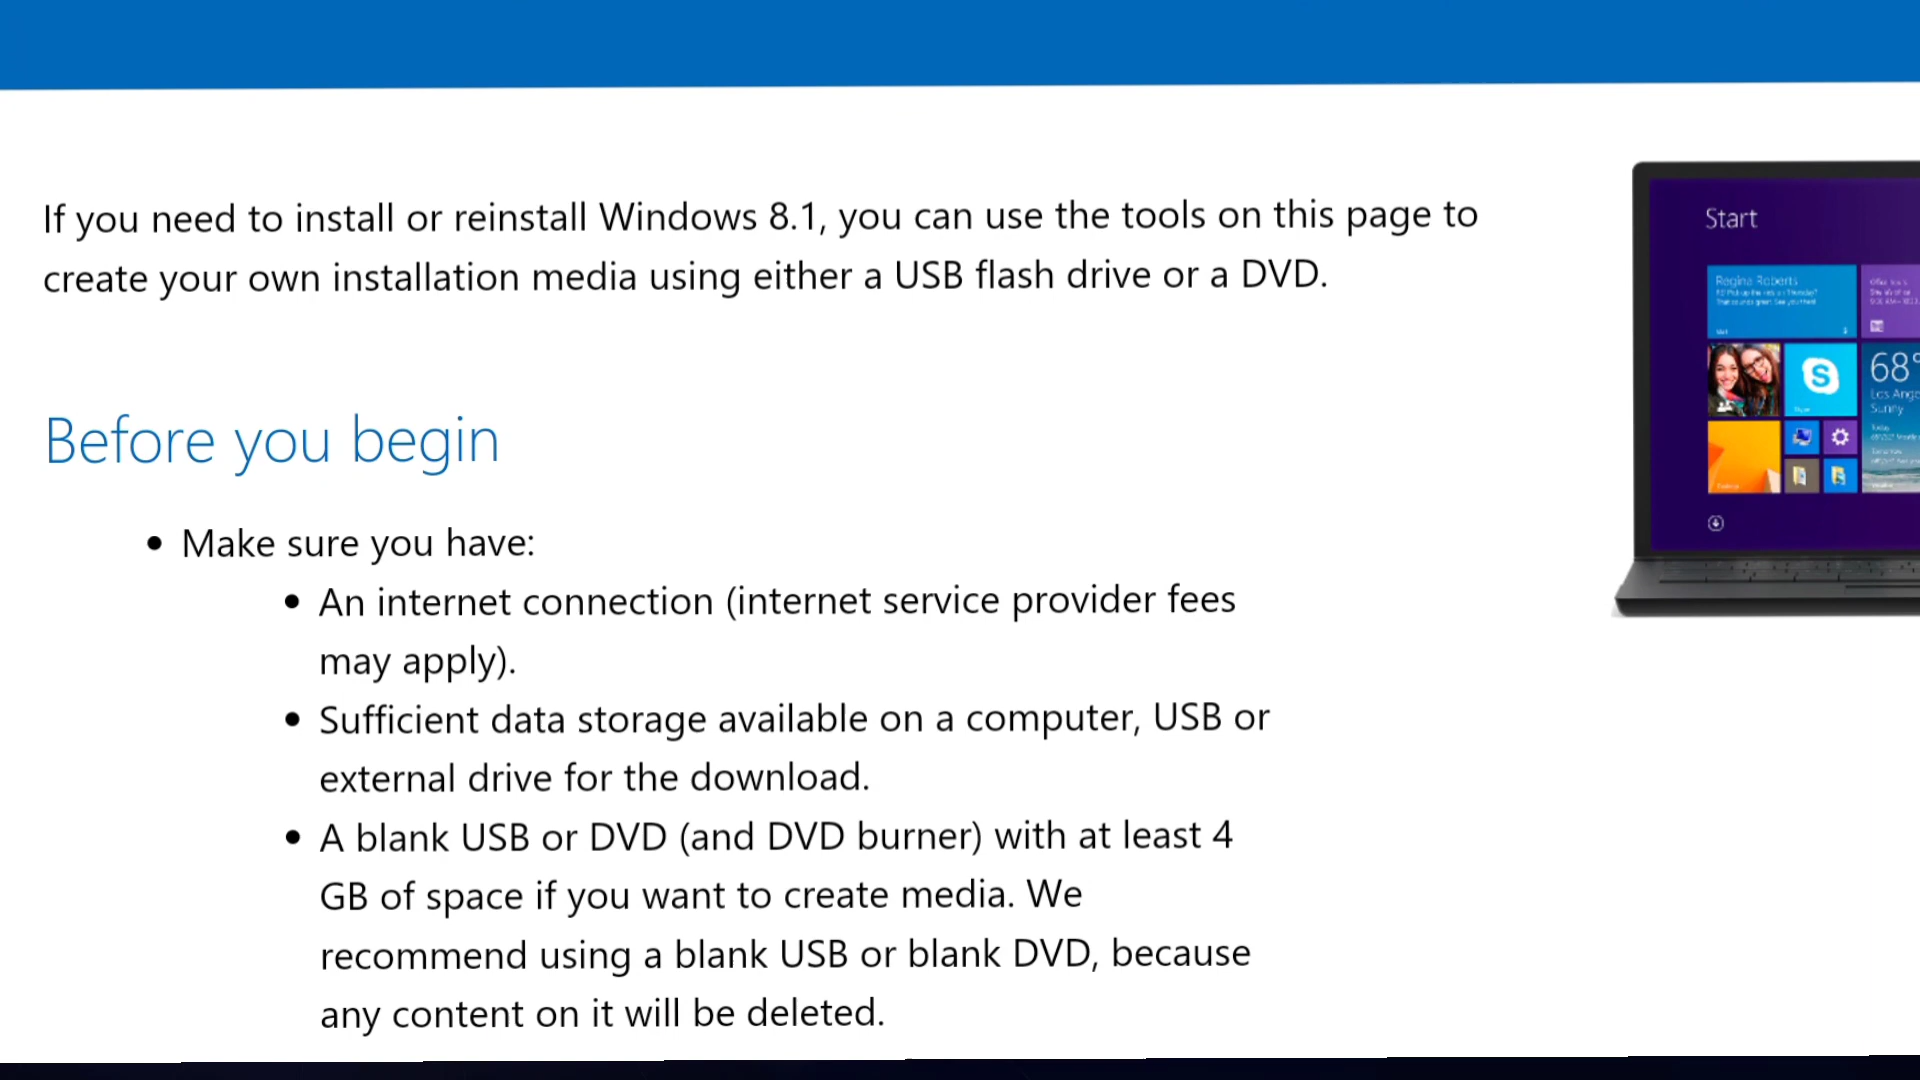 If you need to install or reinstall Windows 8.1, you can use the tools on this page to
create your own installation media using either a USB flash drive or a DVD.
Before you begin
• Make sure you have:
• An internet connection (internet service provider fees
may apply).
• Sufficient data storage available on a computer, USB or
external drive for the download.
• A blank USB or DVD (and DVD burner) with at least 4
GB of space if you want to create media. We
recommend using a blank USB or blank DVD, because
any content on it will be deleted.
Start
Regina Roberts
68°
Sunny
Today